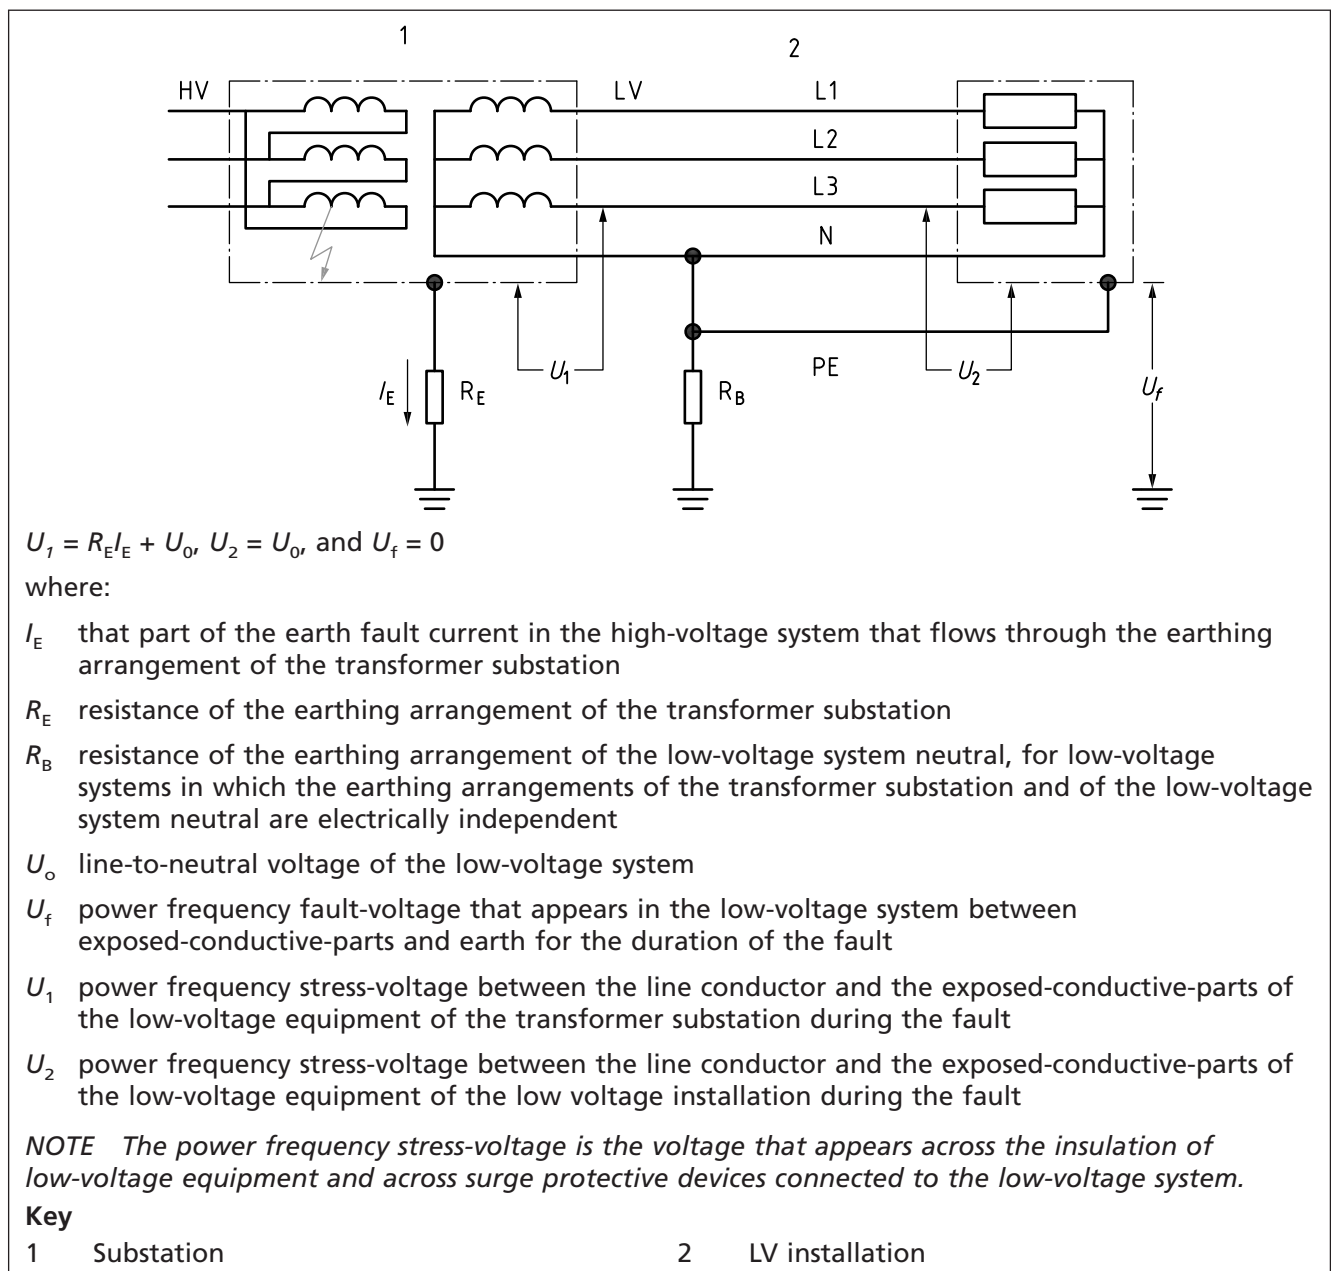 1
2
HV
LV
L1
L2
L3
N
PE
I_E
R_E
U_1
R_B
U_2
U_f
U_1 = R_E I_E + U_0, U_2 = U_0, and U_f = 0
where:
I_E that part of the earth fault current in the high-voltage system that flows through the earthing
arrangement of the transformer substation
R_E resistance of the earthing arrangement of the transformer substation
R_B resistance of the earthing arrangement of the low-voltage system neutral, for low-voltage
systems in which the earthing arrangements of the transformer substation and of the low-voltage
system neutral are electrically independent
U_o line-to-neutral voltage of the low-voltage system
U_f power frequency fault-voltage that appears in the low-voltage system between
exposed-conductive-parts and earth for the duration of the fault
U_1 power frequency stress-voltage between the line conductor and the exposed-conductive-parts of
the low-voltage equipment of the transformer substation during the fault
U_2 power frequency stress-voltage between the line conductor and the exposed-conductive-parts of
the low-voltage equipment of the low voltage installation during the fault
NOTE The power frequency stress-voltage is the voltage that appears across the insulation of
low-voltage equipment and across surge protective devices connected to the low-voltage system.
Key
1 Substation 2 LV installation